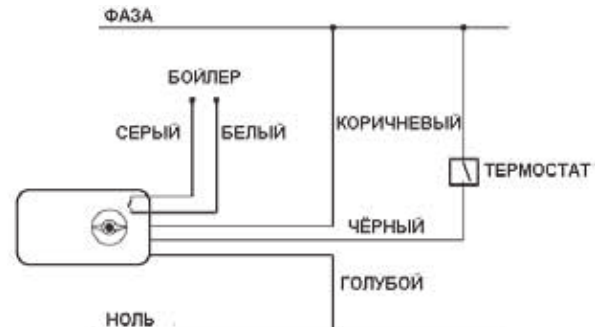 ФАЗА
БОЙЛЕР
СЕРЫЙ
БЕЛЫЙ
КОРИЧНЕВЫЙ
ТЕРМОСТАТ
ЧЁРНЫЙ
ГОЛУБОЙ
НОЛЬ